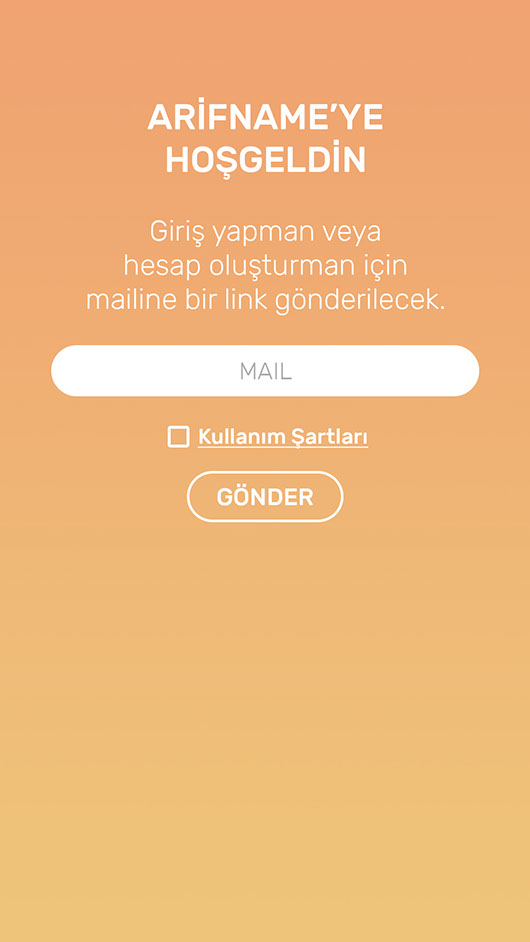 ARİFNAME’YE
HOŞGELDİN
Giriş yapman veya
hesap oluşturman için
mailine bir link gönderilecek.
MAIL
Kullanım Şartları
GÖNDER